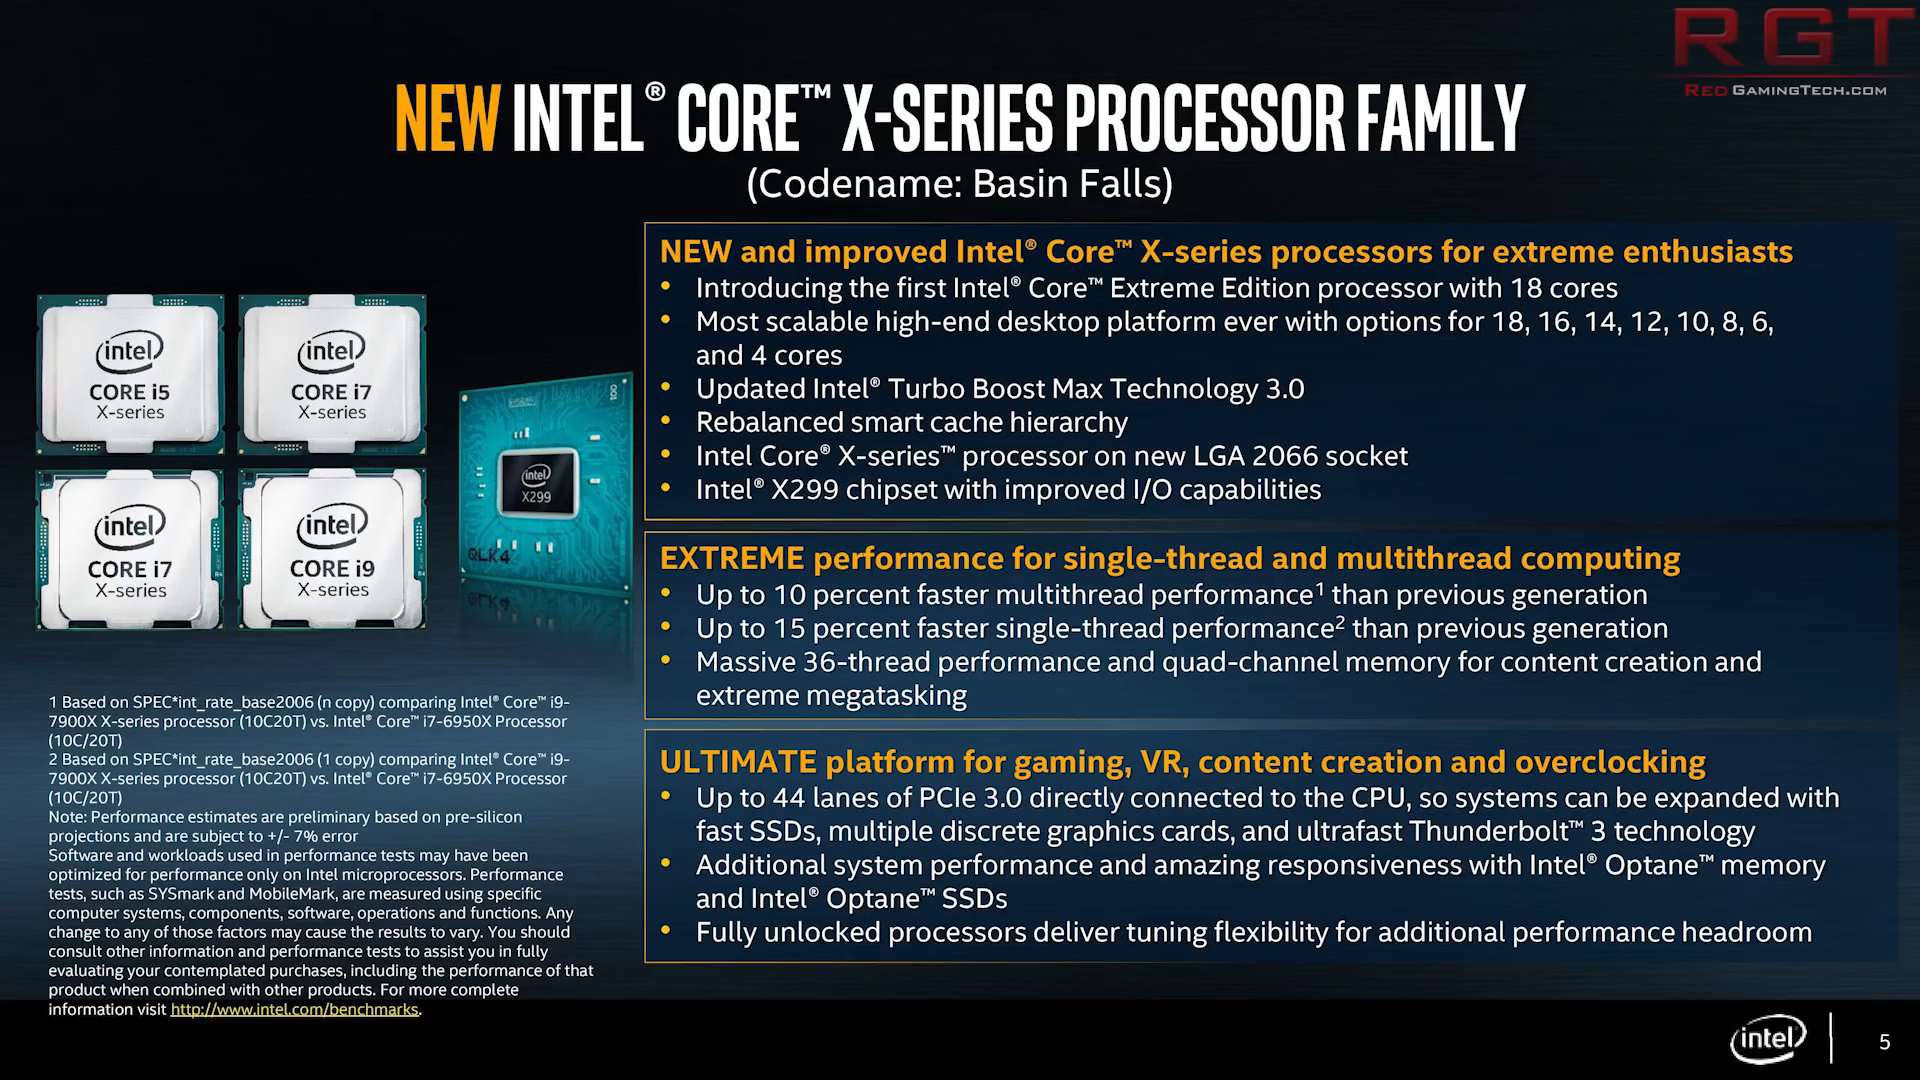 RGT
RED GAMINGTECH.COM
NEW INTEL® CORE™ X-SERIES PROCESSOR FAMILY
(Codename: Basin Falls)
intel
CORE i5
X-series
intel
CORE i7
X-series
intel
CORE i7
X-series
intel
CORE i9
X-series
intel
X299
QLK4
NEW and improved Intel® Core™ X-series processors for extreme enthusiasts
• Introducing the first Intel® Core™ Extreme Edition processor with 18 cores
• Most scalable high-end desktop platform ever with options for 18, 16, 14, 12, 10, 8, 6,
and 4 cores
• Updated Intel® Turbo Boost Max Technology 3.0
• Rebalanced smart cache hierarchy
• Intel Core® X-series™ processor on new LGA 2066 socket
• Intel® X299 chipset with improved I/O capabilities
EXTREME performance for single-thread and multithread computing
• Up to 10 percent faster multithread performance¹ than previous generation
• Up to 15 percent faster single-thread performance² than previous generation
• Massive 36-thread performance and quad-channel memory for content creation and
extreme megatasking
ULTIMATE platform for gaming, VR, content creation and overclocking
• Up to 44 lanes of PCIe 3.0 directly connected to the CPU, so systems can be expanded with
fast SSDs, multiple discrete graphics cards, and ultrafast Thunderbolt™ 3 technology
• Additional system performance and amazing responsiveness with Intel® Optane™ memory
and Intel® Optane™ SSDs
• Fully unlocked processors deliver tuning flexibility for additional performance headroom
1 Based on SPEC*int_rate_base2006 (n copy) comparing Intel® Core™ i9-
7900X X-series processor (10C20T) vs. Intel® Core™ i7-6950X Processor
(10C/20T)
2 Based on SPEC*int_rate_base2006 (1 copy) comparing Intel® Core™ i9-
7900X X-series processor (10C20T) vs. Intel® Core™ i7-6950X Processor
(10C/20T)
Note: Performance estimates are preliminary based on pre-silicon
projections and are subject to +/- 7% error
Software and workloads used in performance tests may have been
optimized for performance only on Intel microprocessors. Performance
tests, such as SYSmark and MobileMark, are measured using specific
computer systems, components, software, operations and functions. Any
change to any of those factors may cause the results to vary. You should
consult other information and performance tests to assist you in fully
evaluating your contemplated purchases, including the performance of that
product when combined with other products. For more complete
information visit http://www.intel.com/benchmarks.
intel
5